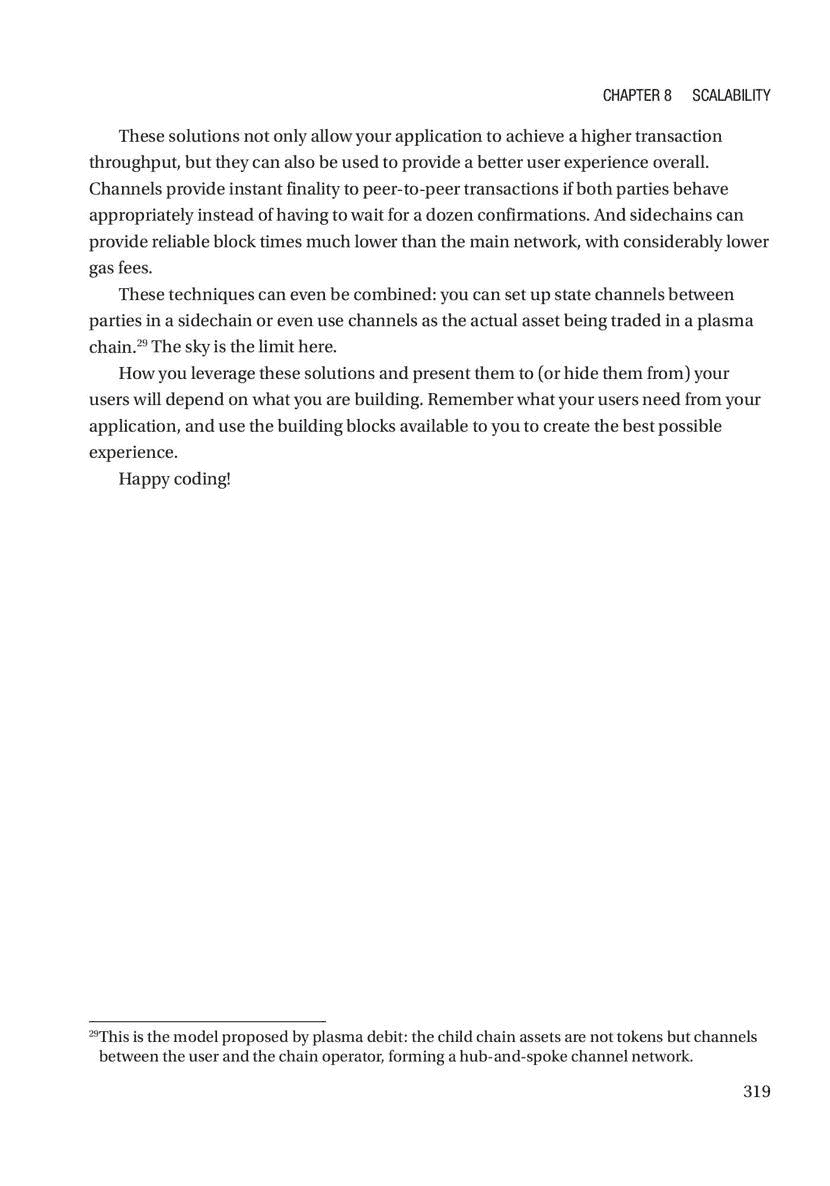 CHAPTER 8 SCALABILITY
These solutions not only allow your application to achieve a higher transaction
throughput, but they can also be used to provide a better user experience overall.
Channels provide instant finality to peer-to-peer transactions if both parties behave
appropriately instead of having to wait for a dozen confirmations. And sidechains can
provide reliable block times much lower than the main network, with considerably lower
gas fees.
These techniques can even be combined: you can set up state channels between
parties in a sidechain or even use channels as the actual asset being traded in a plasma
chain.²⁹ The sky is the limit here.
How you leverage these solutions and present them to (or hide them from) your
users will depend on what you are building. Remember what your users need from your
application, and use the building blocks available to you to create the best possible
experience.
Happy coding!
²⁹This is the model proposed by plasma debit: the child chain assets are not tokens but channels
between the user and the chain operator, forming a hub-and-spoke channel network.
319